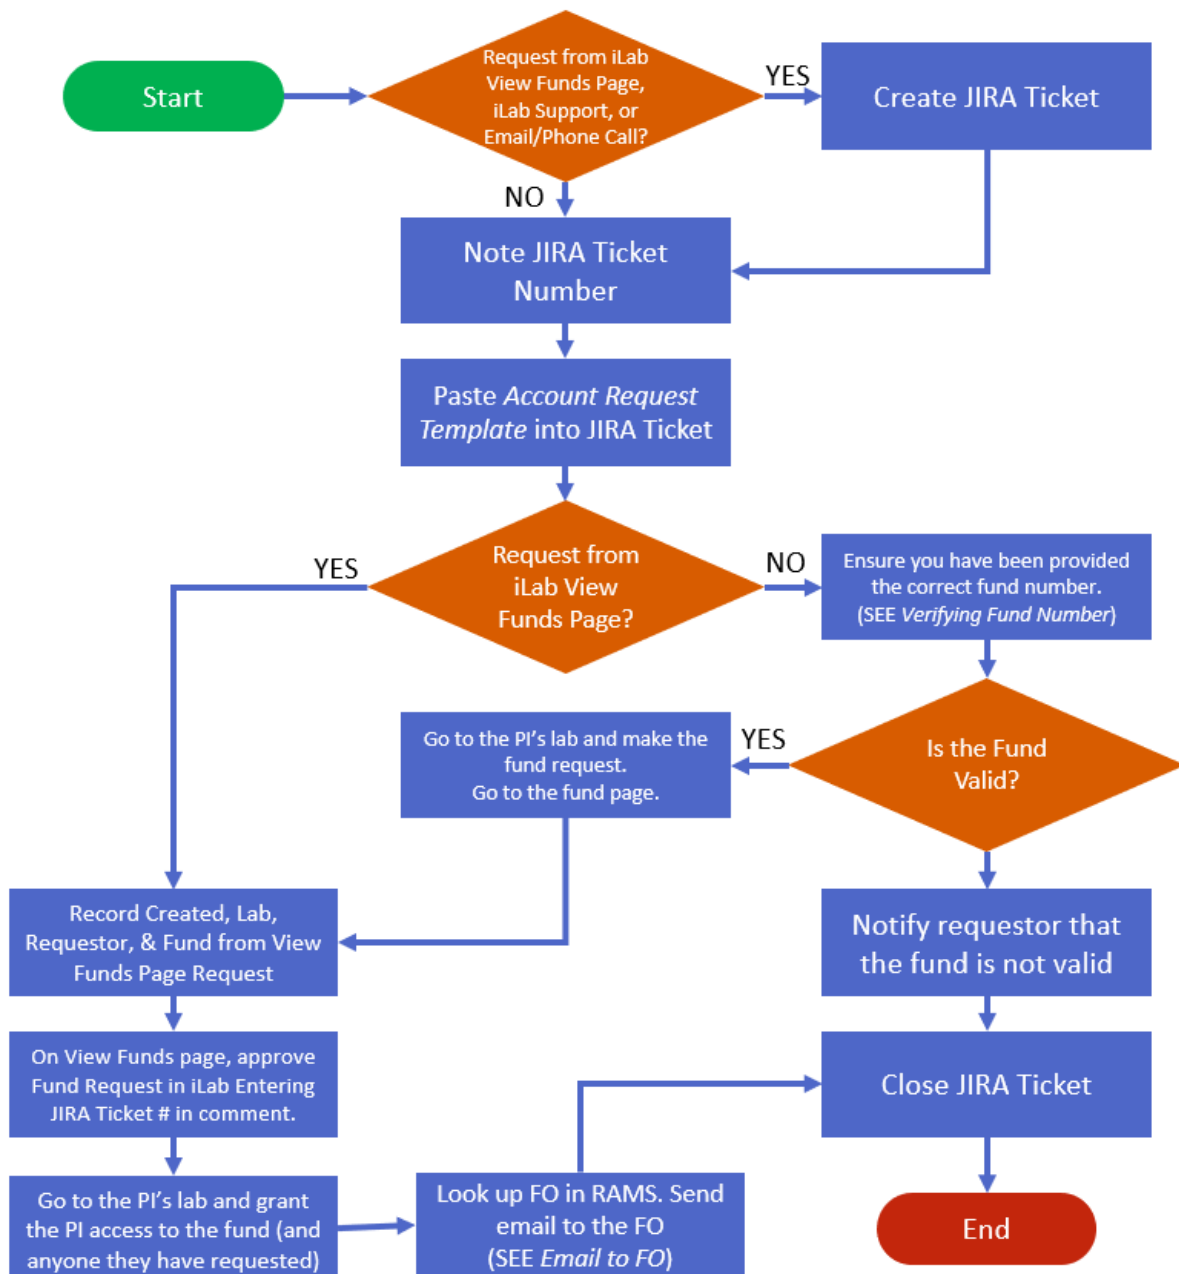 Start
Request from iLab
View Funds Page,
iLab Support, or
Email/Phone Call?
YES
Create JIRA Ticket
NO
Note JIRA Ticket
Number
Paste Account Request
Template into JIRA Ticket
YES
Request from
iLab View
Funds Page?
NO
Ensure you have been provided
the correct fund number.
(SEE Verifying Fund Number)
Go to the PI's lab and make the
fund request.
Go to the fund page.
YES
Is the Fund
Valid?
Record Created, Lab,
Requestor, & Fund from View
Funds Page Request
Notify requestor that
the fund is not valid
On View Funds page, approve
Fund Request in iLab Entering
JIRA Ticket # in comment.
Close JIRA Ticket
Go to the PI's lab and grant
the PI access to the fund (and
anyone they have requested)
Look up FO in RAMS. Send
email to the FO
(SEE Email to FO)
End